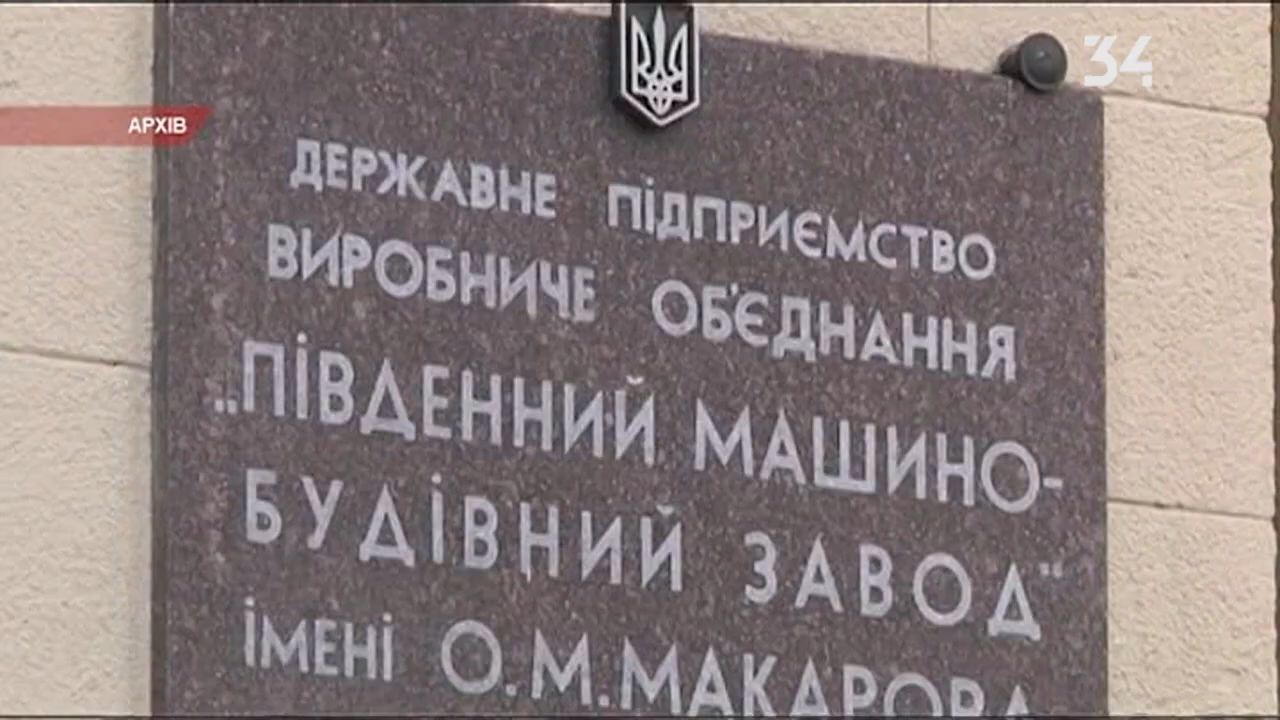 34
АРХІВ
ДЕРЖАВНЕ ПІДПРИЄМСТВО
ВИРОБНИЧЕ ОБ'ЄДНАННЯ
„ПІВДЕННИЙ МАШИНО-
БУДІВНИЙ ЗАВОД“
ІМЕНІ О.М.МАКАРОВА